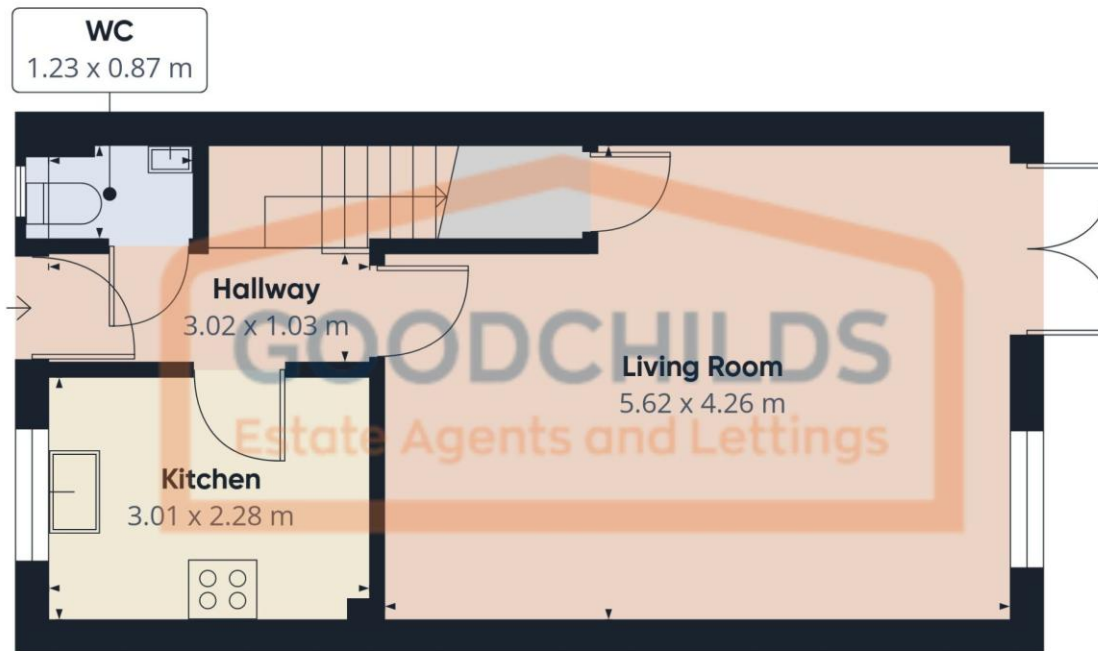 WC
1.23 x 0.87 m
Hallway
3.02 x 1.03 m
GOODCHILDS
Estate Agents and Lettings
Living Room
5.62 x 4.26 m
Kitchen
3.01 x 2.28 m